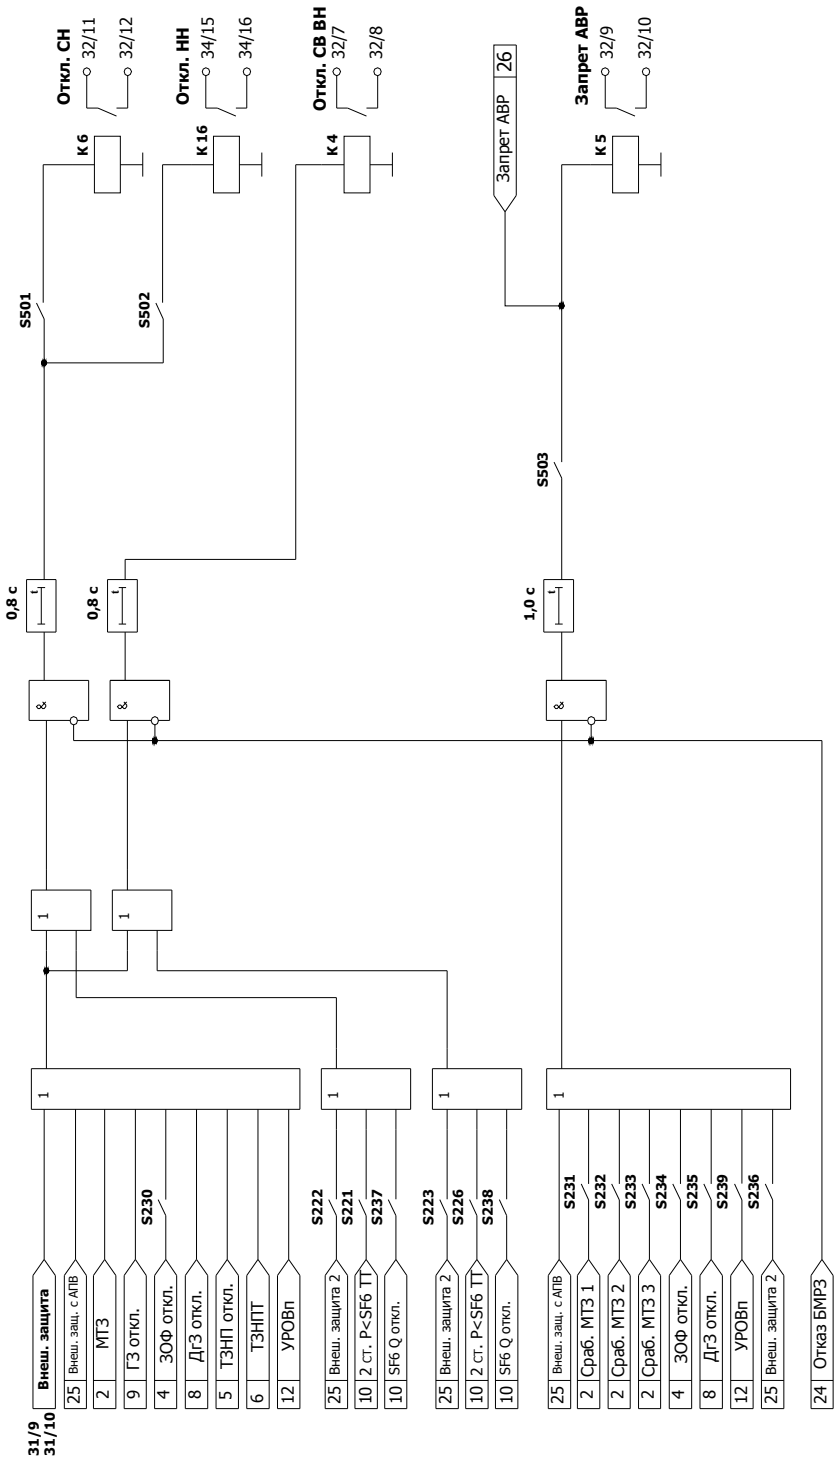 31/9
31/10
Внеш. защита
25 Внеш. защ. с АПВ
2 МТЗ
9 ГЗ откл.
4 ЗОФ откл.
8 ДгЗ откл.
5 ТЗНП откл.
6 ТЗНПТ
12 УРОВп
S230
1
25 Внеш. защита 2
10 2 ст. P<SF6 ТТ
10 SF6 Q откл.
S222
S221
S237
1
25 Внеш. защита 2
10 2 ст. P<SF6 ТТ
10 SF6 Q откл.
S223
S226
S238
1
25 Внеш. защ. с АПВ
2 Сраб. МТЗ 1
2 Сраб. МТЗ 2
2 Сраб. МТЗ 3
4 ЗОФ откл.
8 ДгЗ откл.
12 УРОВп
25 Внеш. защита 2
S231
S232
S233
S234
S235
S239
S236
1
24 Отказ БМРЗ
1
1
&
&
&
0,8 с
t
0,8 с
t
1,0 с
t
S501
S502
S503
K6
Откл. СН
32/11
32/12
K16
Откл. НН
34/15
34/16
K4
Откл. СВ ВН
32/7
32/8
Запрет АВР 26
K5
Запрет АВР
32/9
32/10